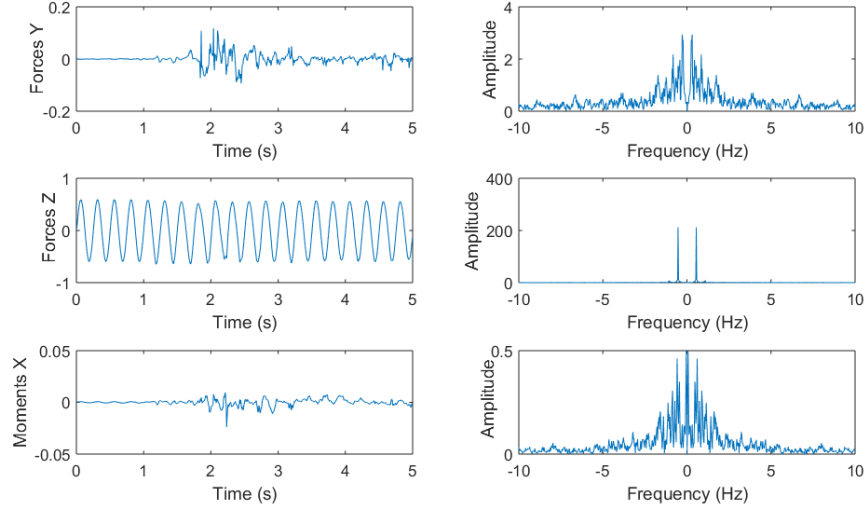 Forces Y
0.2
0
-0.2
0 1 2 3 4 5
Time (s)
Amplitude
4
2
0
-10 -5 0 5 10
Frequency (Hz)
Forces Z
1
0
-1
0 1 2 3 4 5
Time (s)
Amplitude
400
200
0
-10 -5 0 5 10
Frequency (Hz)
Moments X
0.05
0
-0.05
0 1 2 3 4 5
Time (s)
Amplitude
0.5
0
-10 -5 0 5 10
Frequency (Hz)